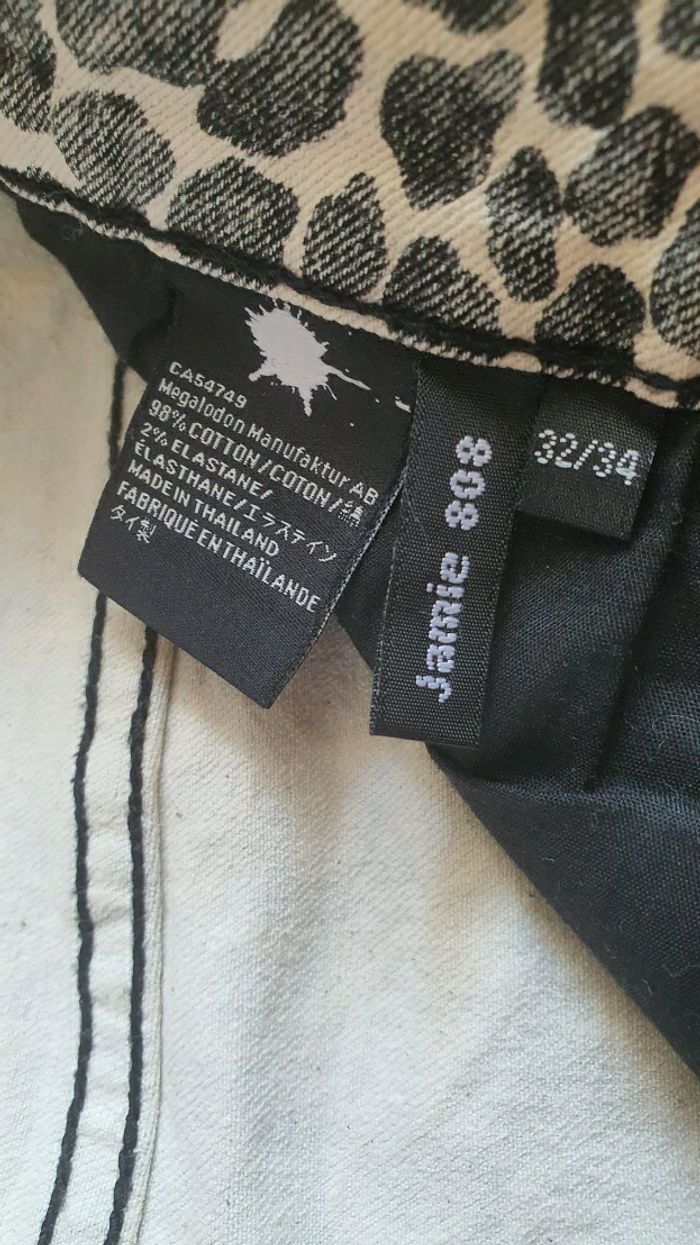 CA54749
Megalodon Manufaktur AB
98% COTTON/COTON/綿
2% ELASTANE/
ÉLASTHANE/エラステイン
MADE IN THAILAND
FABRIQUE EN THAÏLANDE
タイ製
Jamie 808
32/34